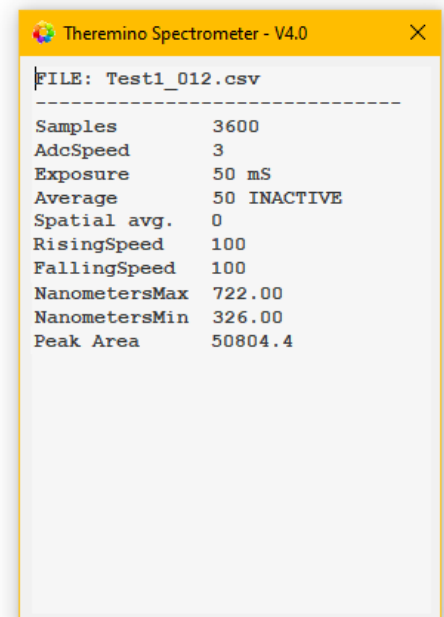 Theremino Spectrometer - V4.0
FILE: Test1_012.csv
-------------------------------
Samples 3600
AdcSpeed 3
Exposure 50 mS
Average 50 INACTIVE
Spatial avg. 0
RisingSpeed 100
FallingSpeed 100
NanometersMax 722.00
NanometersMin 326.00
Peak Area 50804.4